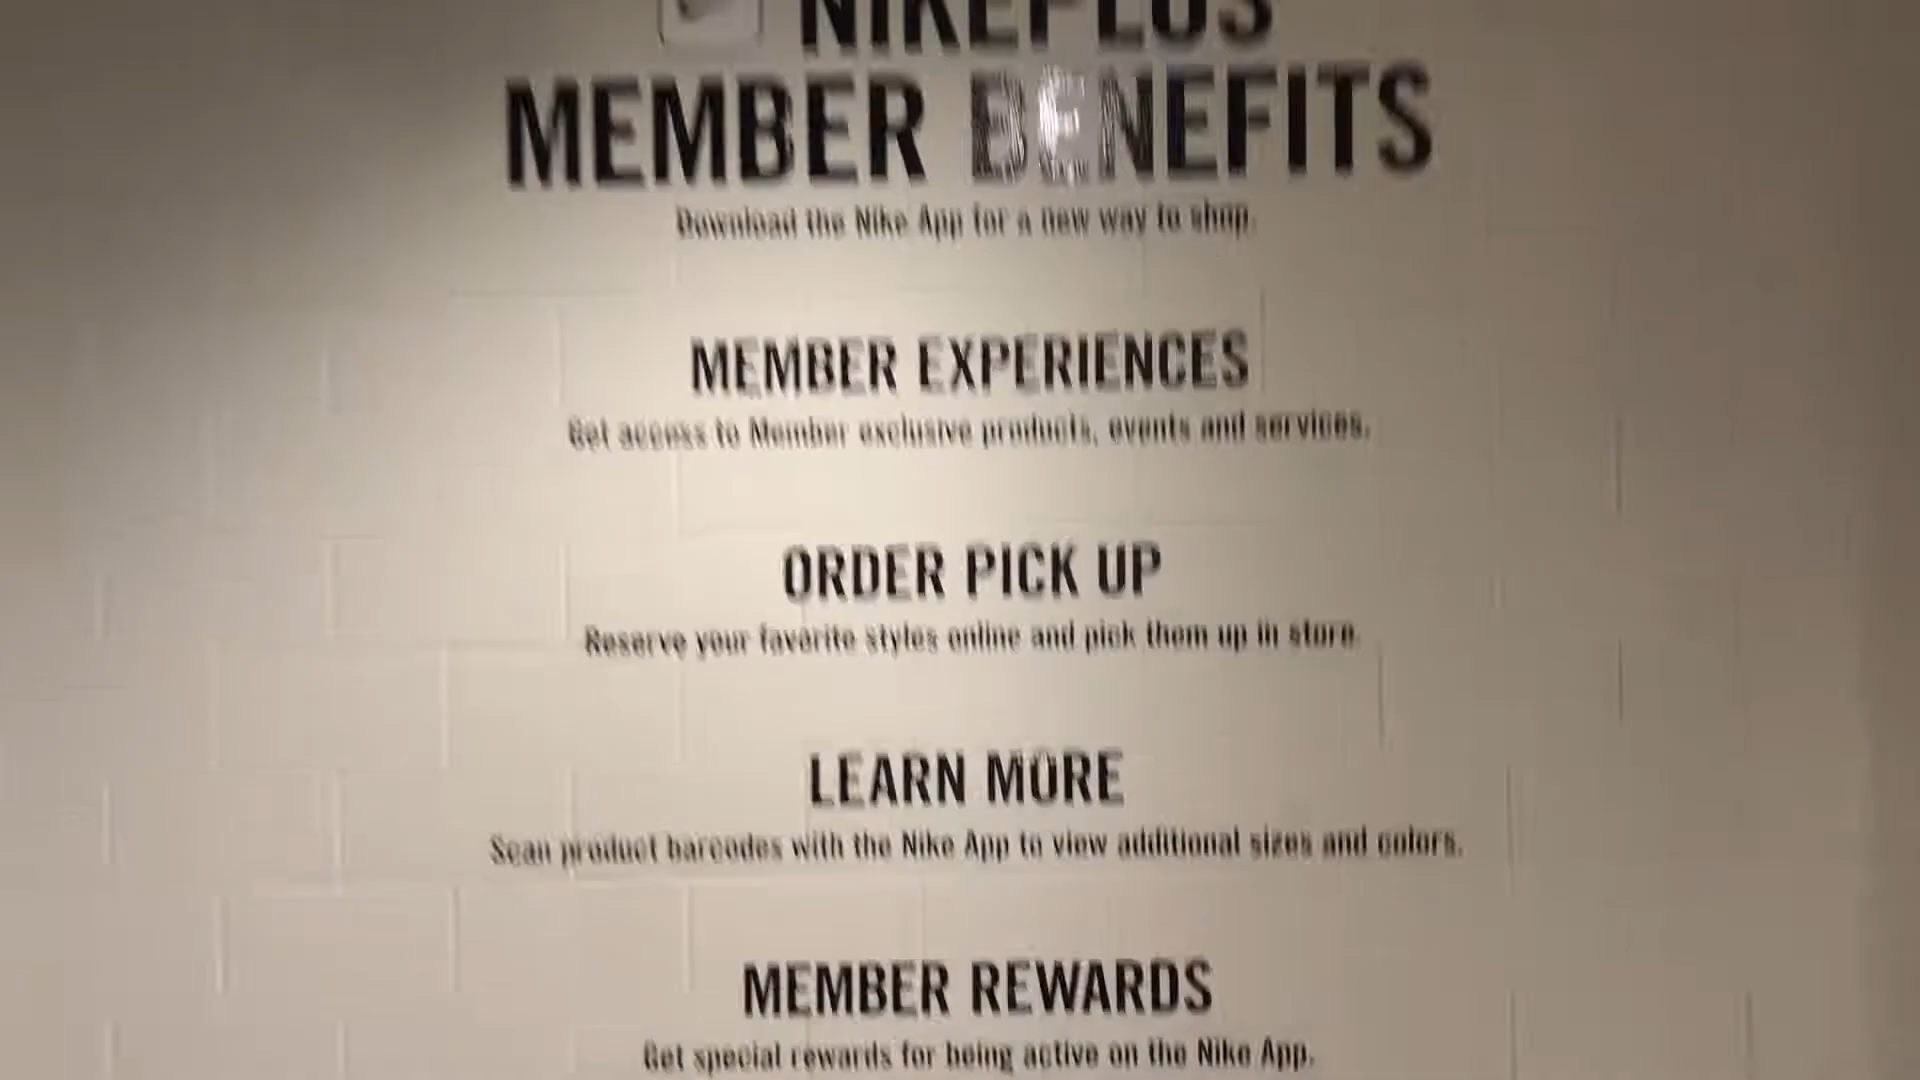 NIKEPLUS
MEMBER BENEFITS
Download the Nike App for a new way to shop.
MEMBER EXPERIENCES
Get access to Member exclusive products, events and services.
ORDER PICK UP
Reserve your favorite styles online and pick them up in store.
LEARN MORE
Scan product barcodes with the Nike App to view additional sizes and colors.
MEMBER REWARDS
Get special rewards for being active on the Nike App.